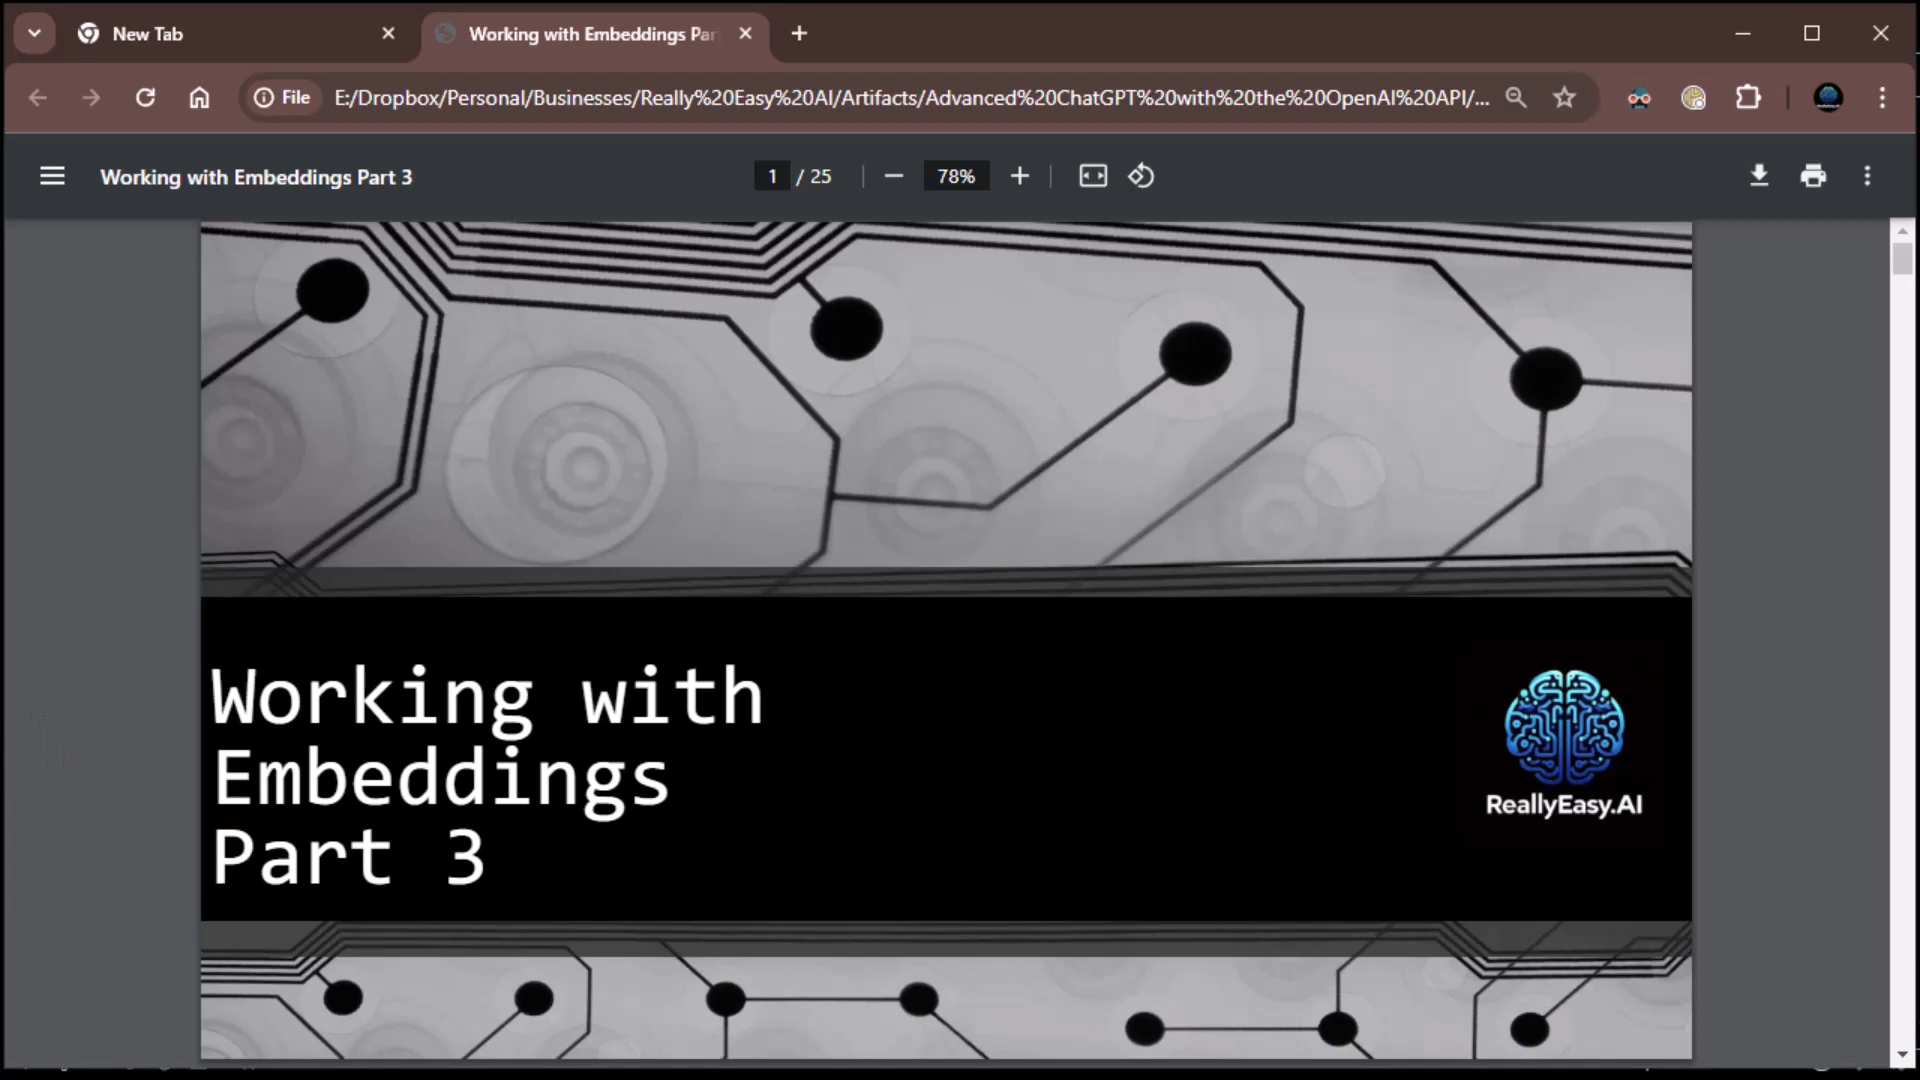 New Tab
Working with Embeddings Par
File
E:/Dropbox/Personal/Businesses/Really%20Easy%20AI/Artifacts/Advanced%20ChatGPT%20with%20the%20OpenAI%20API/...
Working with Embeddings Part 3
1 / 25
78%
Working with
Embeddings
Part 3
ReallyEasy.AI